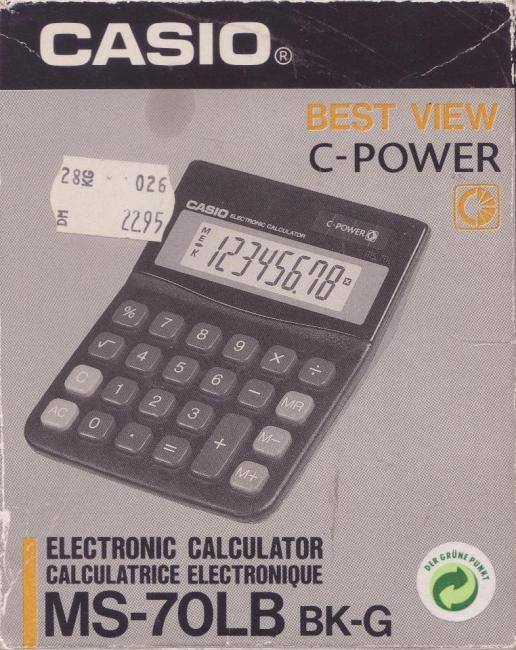 CASIO®
BEST VIEW
C-POWER
28 KG 026
DM 22.95
CASIO ELECTRONIC CALCULATOR
C-POWER
M
E
-
K
12345678.
% 7 8 9 × ÷
√ 4 5 6 − MR
C 1 2 3 M−
AC 0 · = + M+
ELECTRONIC CALCULATOR
CALCULATRICE ELECTRONIQUE
MS-70LB BK-G
DER GRÜNE PUNKT